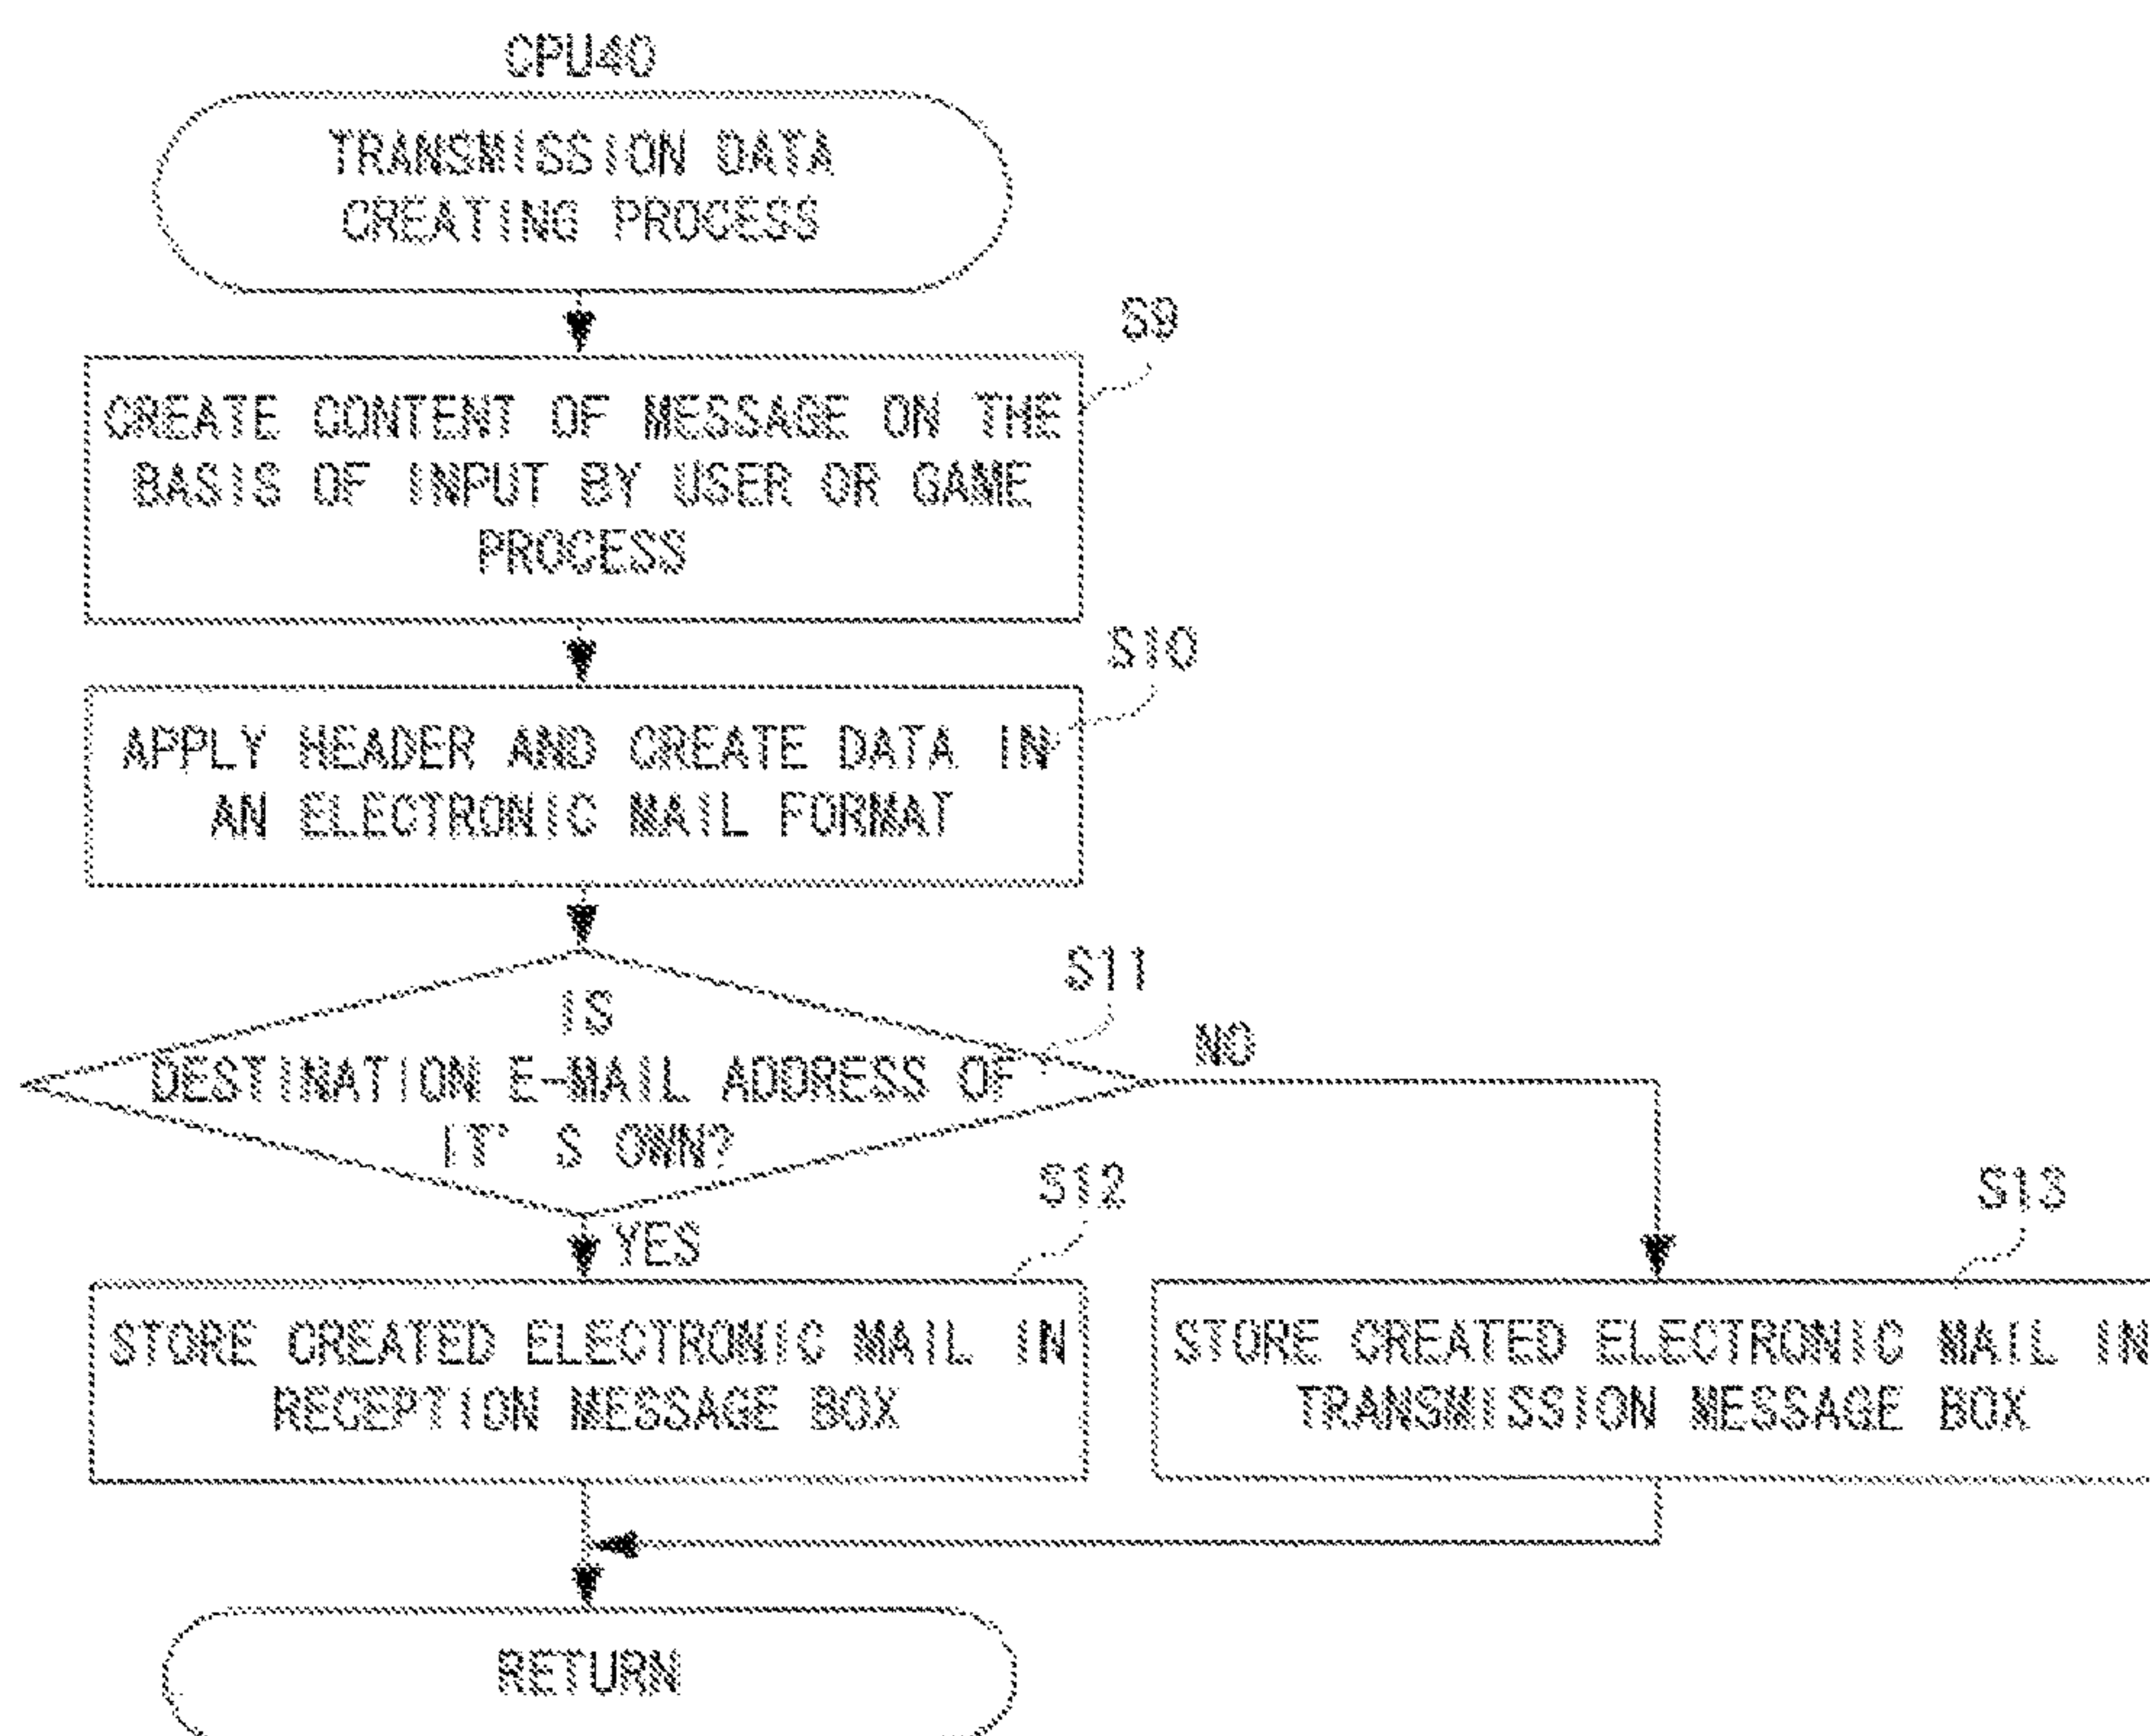 CPU40
TRANSMISSION DATA
CREATING PROCESS
S9
CREATE CONTENT OF MESSAGE ON THE
BASIS OF INPUT BY USER OR GAME
PROCESS
S10
APPLY HEADER AND CREATE DATA IN
AN ELECTRONIC MAIL FORMAT
S11
IS
DESTINATION E-MAIL ADDRESS OF
IT'S OWN?
NO
YES
S12
STORE CREATED ELECTRONIC MAIL IN
RECEPTION MESSAGE BOX
S13
STORE CREATED ELECTRONIC MAIL IN
TRANSMISSION MESSAGE BOX
RETURN